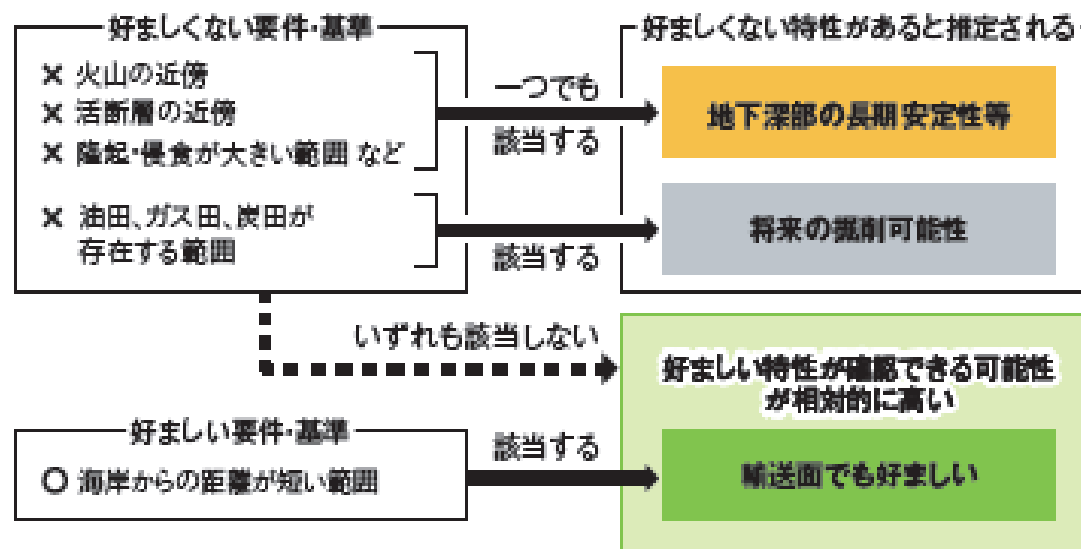 好ましくない要件・基準
× 火山の近傍
× 活断層の近傍
× 隆起・侵食が大きい範囲 など
× 油田、ガス田、炭田が
存在する範囲
一つでも
該当する
該当する
好ましくない特性があると推定される
地下深部の長期安定性等
将来の掘削可能性
いずれも該当しない
好ましい特性が確認できる可能性
が相対的に高い
好ましい要件・基準
○ 海岸からの距離が短い範囲
該当する
輸送面でも好ましい